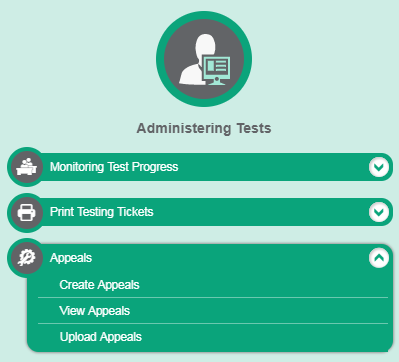 Administering Tests
Monitoring Test Progress
Print Testing Tickets
Appeals
Create Appeals
View Appeals
Upload Appeals